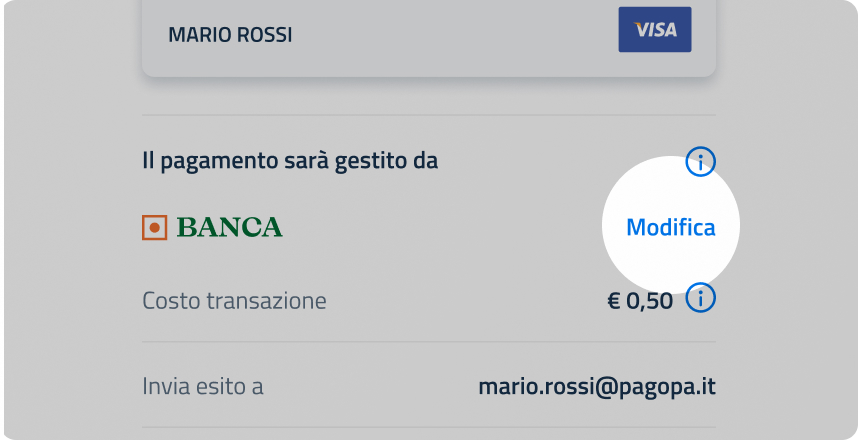 MARIO ROSSI VISA
Il pagamento sarà gestito da
BANCA Modifica
Costo transazione € 0,50
Invia esito a mario.rossi@pagopa.it